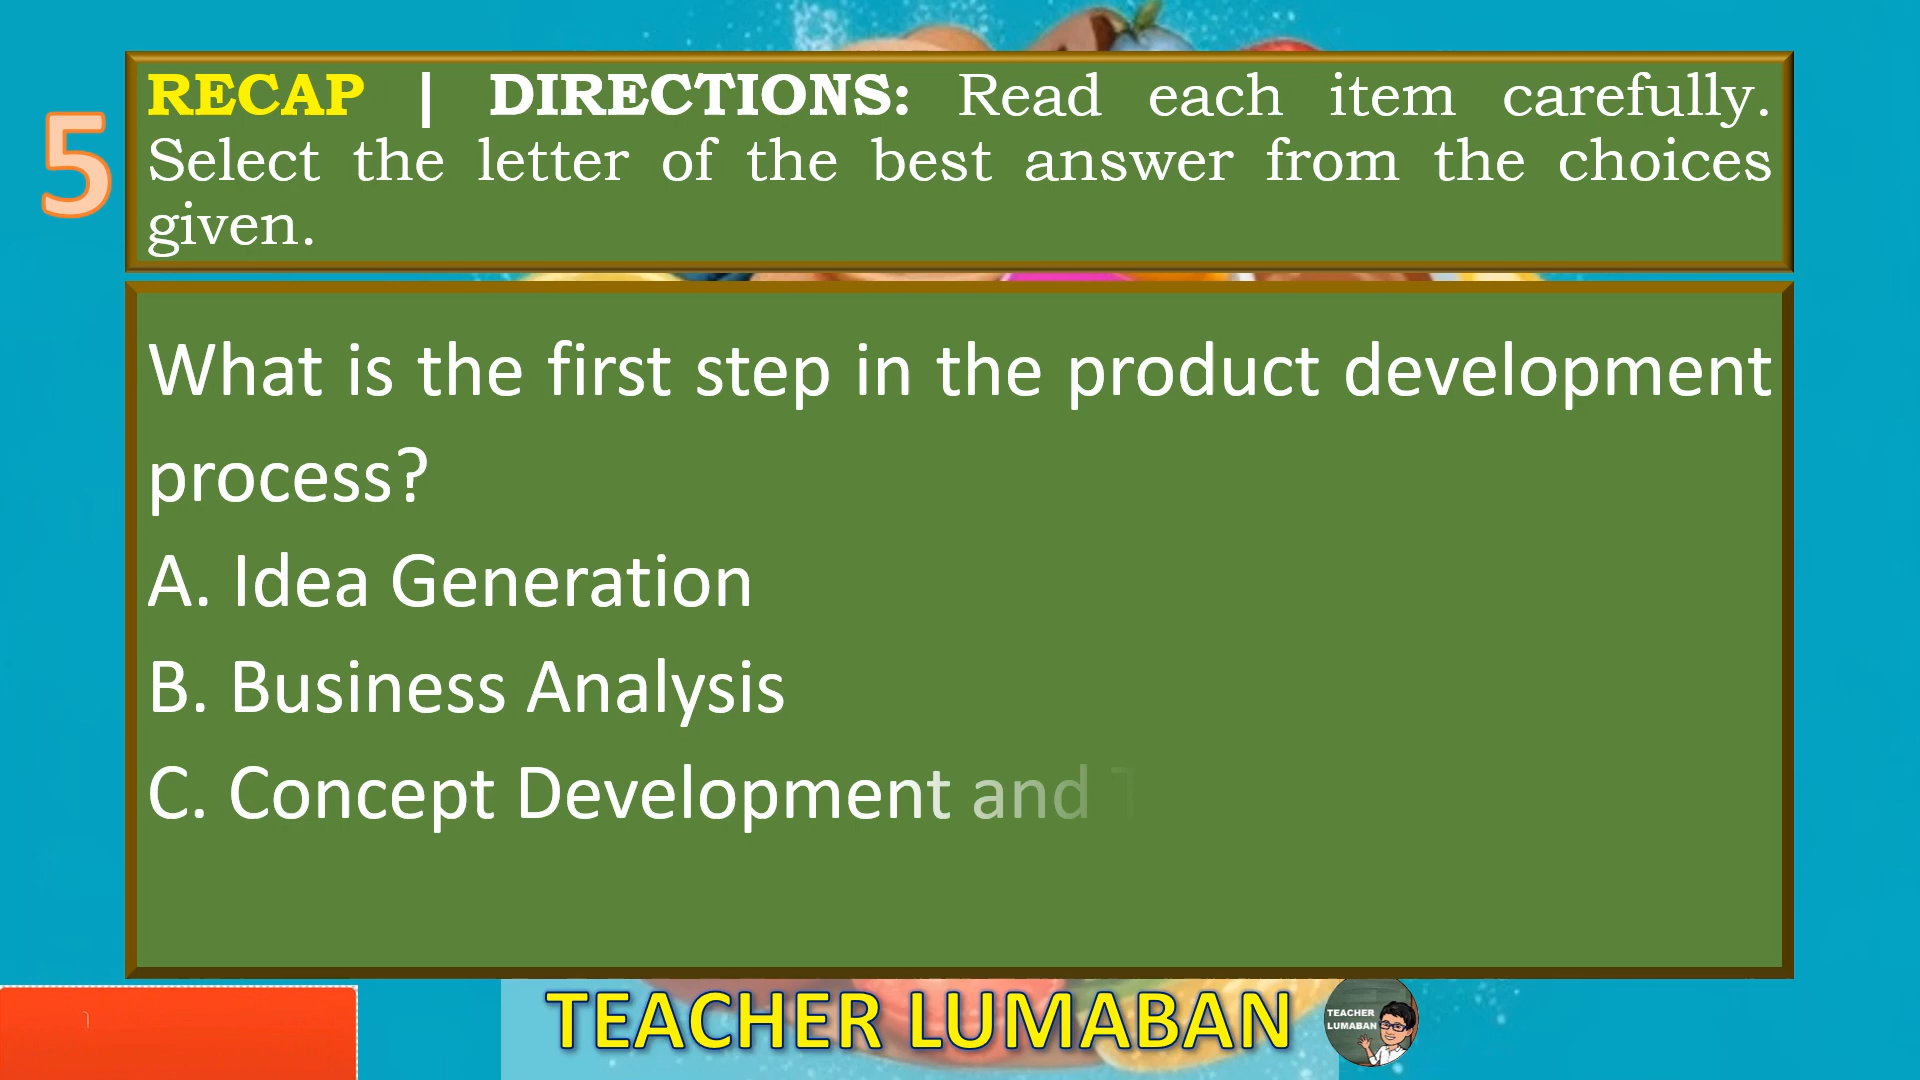 5
RECAP | DIRECTIONS: Read each item carefully.
Select the letter of the best answer from the choices
given.
What is the first step in the product development
process?
A. Idea Generation
B. Business Analysis
C. Concept Development and T
TEACHER LUMABAN
TEACHER
LUMABAN